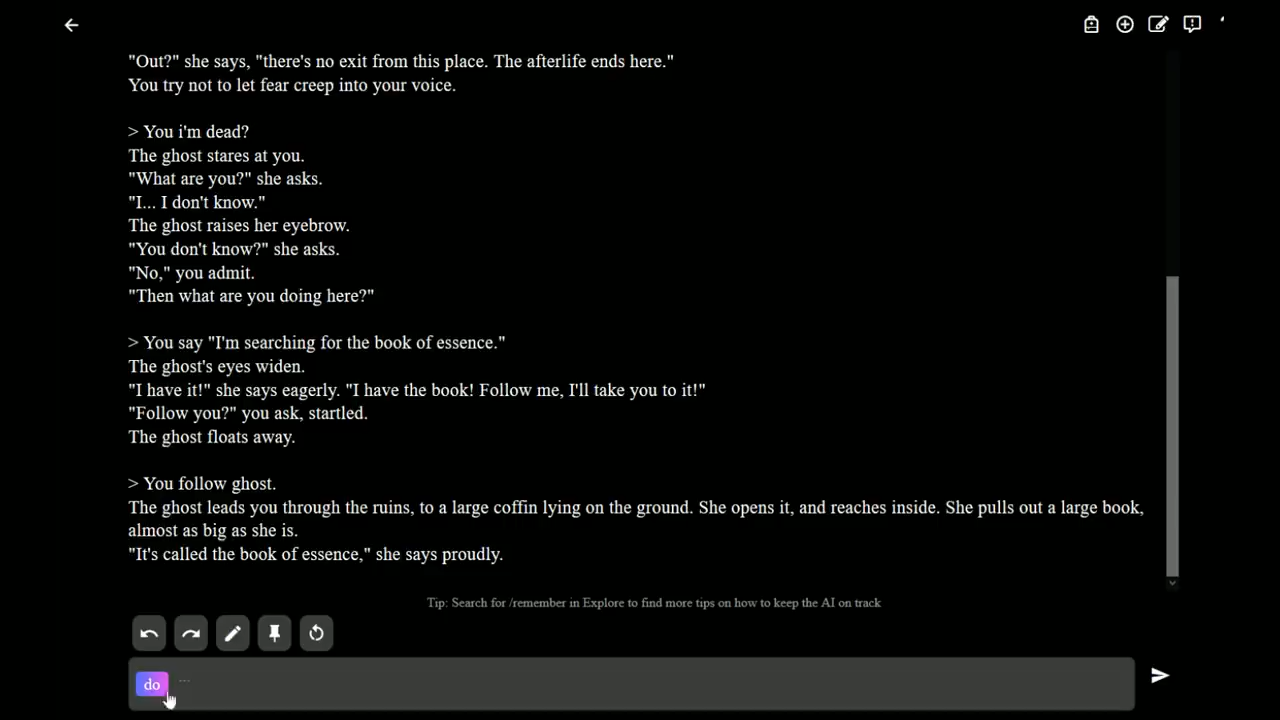 "Out?" she says, "there's no exit from this place. The afterlife ends here."
You try not to let fear creep into your voice.
> You i'm dead?
The ghost stares at you.
"What are you?" she asks.
"I... I don't know."
The ghost raises her eyebrow.
"You don't know?" she asks.
"No," you admit.
"Then what are you doing here?"
> You say "I'm searching for the book of essence."
The ghost's eyes widen.
"I have it!" she says eagerly. "I have the book! Follow me, I'll take you to it!"
"Follow you?" you ask, startled.
The ghost floats away.
> You follow ghost.
The ghost leads you through the ruins, to a large coffin lying on the ground. She opens it, and reaches inside. She pulls out a large book,
almost as big as she is.
"It's called the book of essence," she says proudly.
Tip: Search for /remember in Explore to find more tips on how to keep the AI on track
do ...